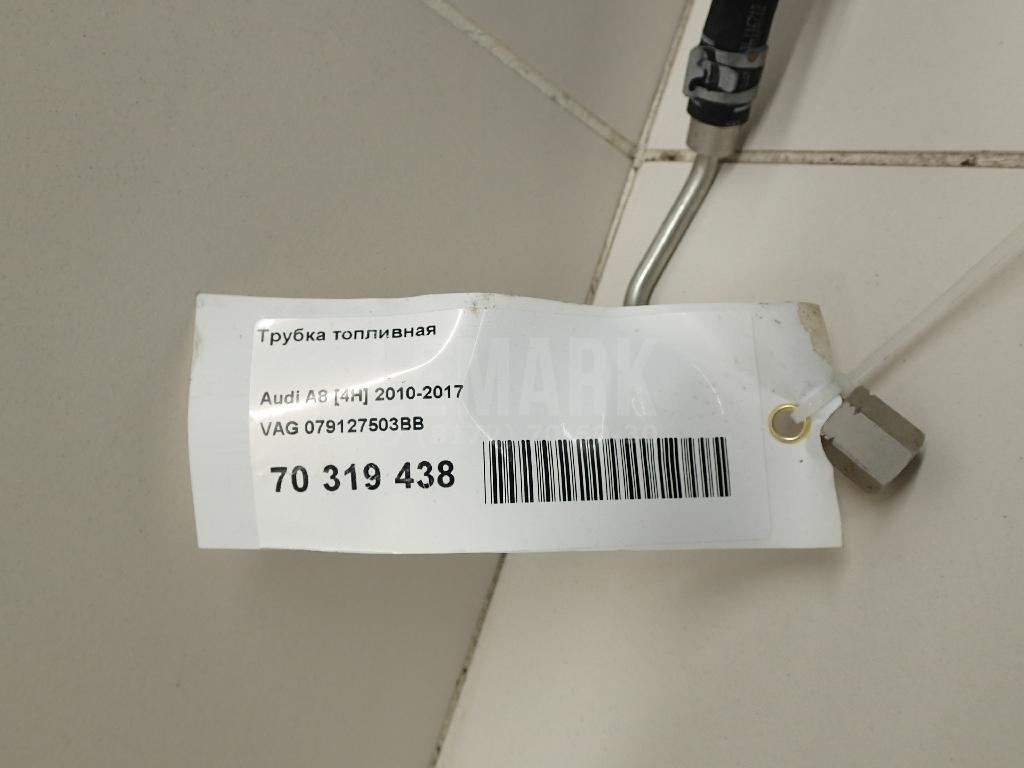 Трубка топливная
Audi A8 [4H] 2010-2017
VAG 079127503BB
70 319 438